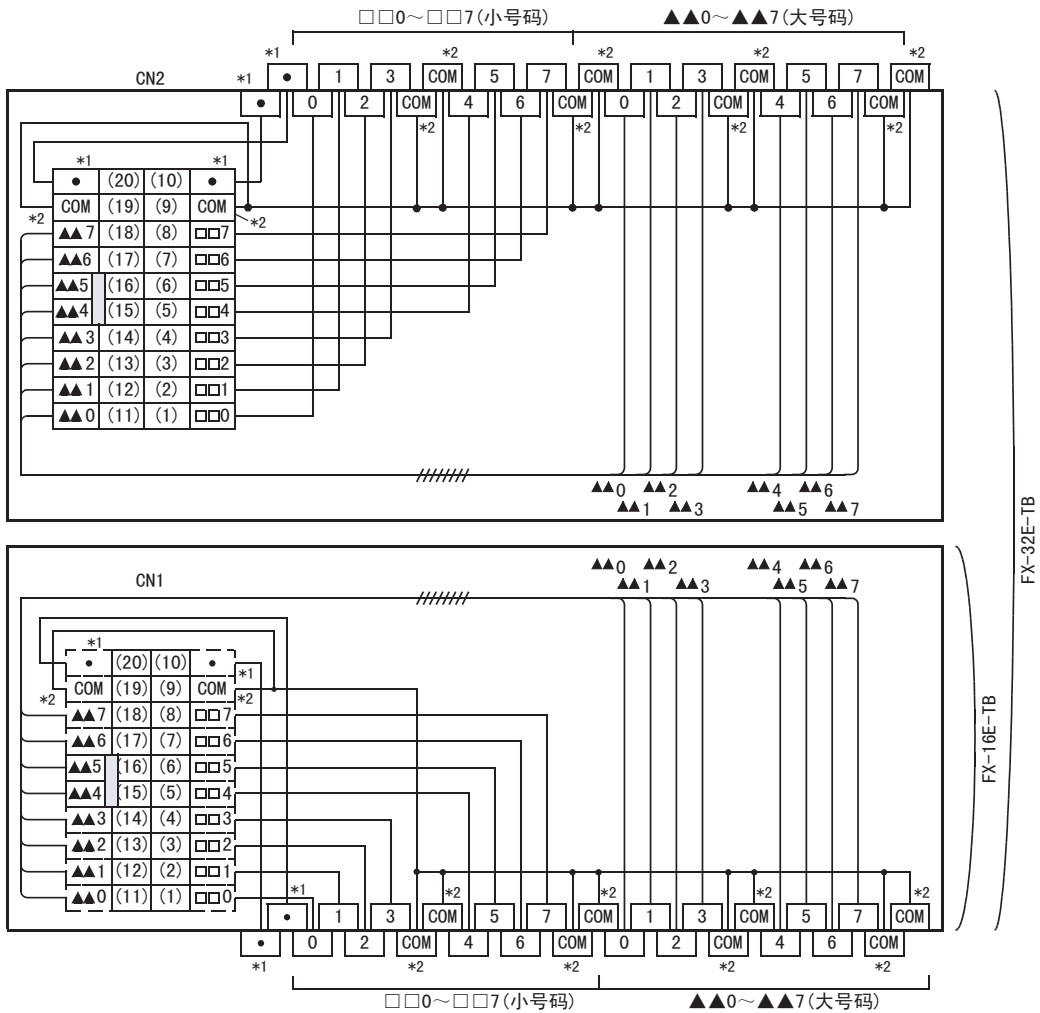 □□0～□□7(小号码) ▲▲0～▲▲7(大号码)
*1 *2 *2 *2 *2
CN2 *1 • 1 3 COM 5 7 COM 1 3 COM 5 7 COM
• 0 2 COM 4 6 COM 0 2 COM 4 6 COM
*2 *2 *2 *2
*1 *1
• (20) (10) •
COM (19) (9) COM
*2 *2
▲▲7 (18) (8) □□7
▲▲6 (17) (7) □□6
▲▲5 (16) (6) □□5
▲▲4 (15) (5) □□4
▲▲3 (14) (4) □□3
▲▲2 (13) (3) □□2
▲▲1 (12) (2) □□1
▲▲0 (11) (1) □□0
▲▲0 ▲▲2 ▲▲4 ▲▲6
▲▲1 ▲▲3 ▲▲5 ▲▲7
FX-32E-TB
CN1
▲▲0 ▲▲2 ▲▲4 ▲▲6
▲▲1 ▲▲3 ▲▲5 ▲▲7
*1
• (20) (10) •
*1
COM (19) (9) COM
*2 *2
▲▲7 (18) (8) □□7
▲▲6 (17) (7) □□6
▲▲5 (16) (6) □□5
▲▲4 (15) (5) □□4
▲▲3 (14) (4) □□3
▲▲2 (13) (3) □□2
▲▲1 (12) (2) □□1
▲▲0 (11) (1) □□0
FX-16E-TB
*1 *2 *2 *2 *2
• 1 3 COM 5 7 COM 1 3 COM 5 7 COM
• 0 2 COM 4 6 COM 0 2 COM 4 6 COM
*1 *2 *2 *2 *2
□□0～□□7(小号码) ▲▲0～▲▲7(大号码)